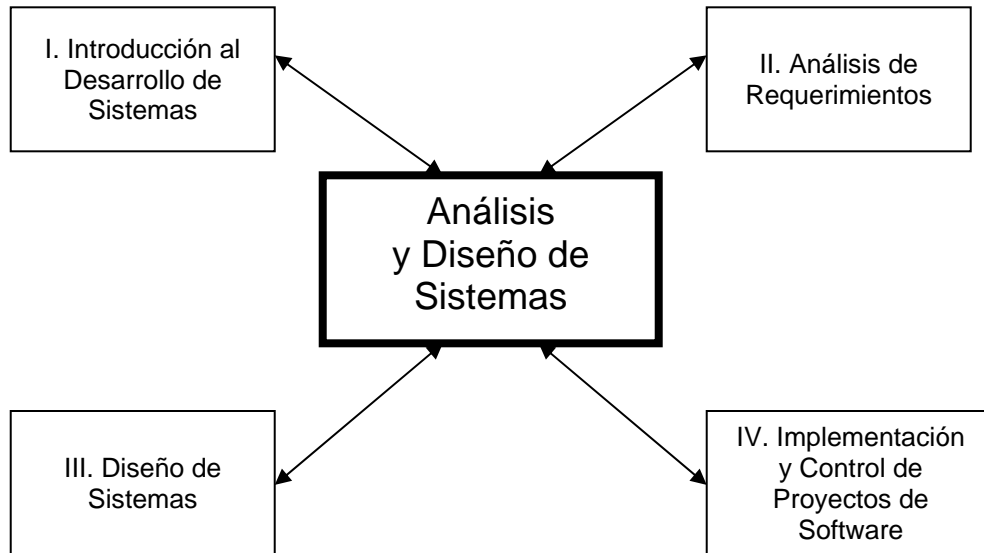 I. Introducción al
Desarrollo de
Sistemas
II. Análisis de
Requerimientos
Análisis
y Diseño de
Sistemas
III. Diseño de
Sistemas
IV. Implementación
y Control de
Proyectos de
Software